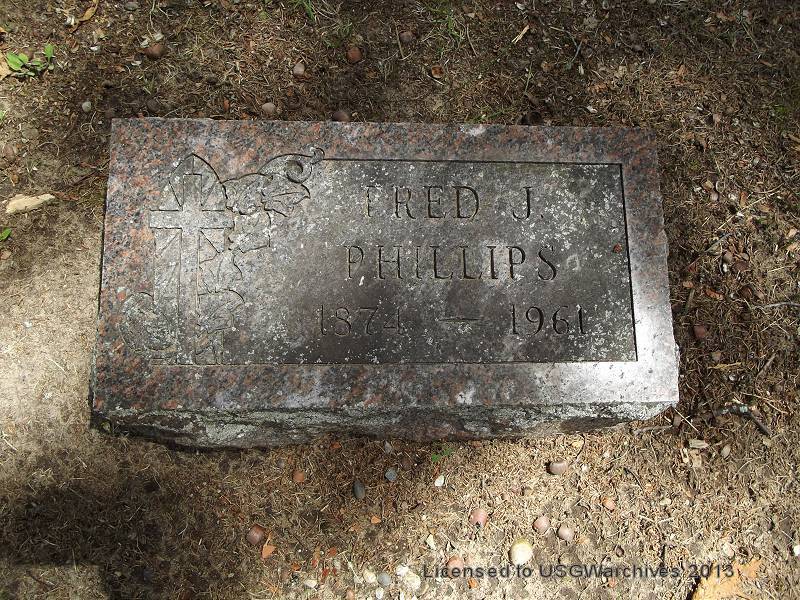 FRED J.
PHILLIPS
1874 — 1961
Licensed to USGWarchives 2013